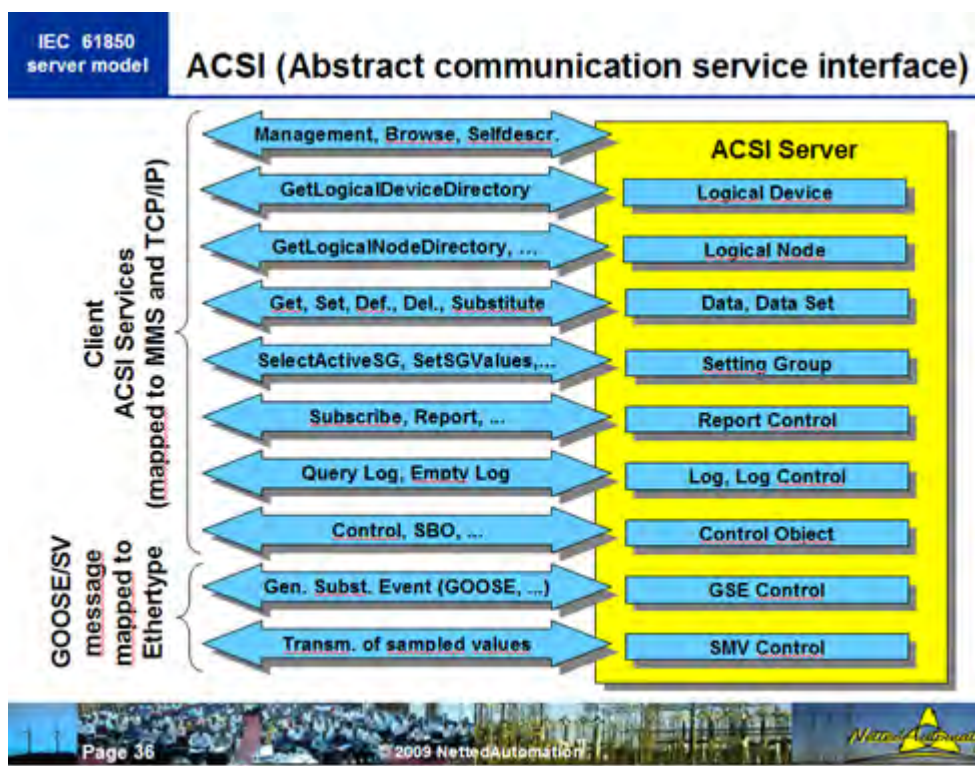 IEC 61850
server model
ACSI (Abstract communication service interface)
Client
ACSI Services
(mapped to MMS and TCP/IP)
GOOSE/SV
message
mapped to
Ethertype
Management, Browse, Selfdescr.
GetLogicalDeviceDirectory
GetLogicalNodeDirectory, ...
Get, Set, Def., Del., Substitute
SelectActiveSG, SetSGValues,...
Subscribe, Report, ...
Query Log, Empty Log
Control, SBO, ...
Gen. Subst. Event (GOOSE, ...)
Transm. of sampled values
ACSI Server
Logical Device
Logical Node
Data, Data Set
Setting Group
Report Control
Log, Log Control
Control Object
GSE Control
SMV Control
Page 36
© 2009 NettedAutomation